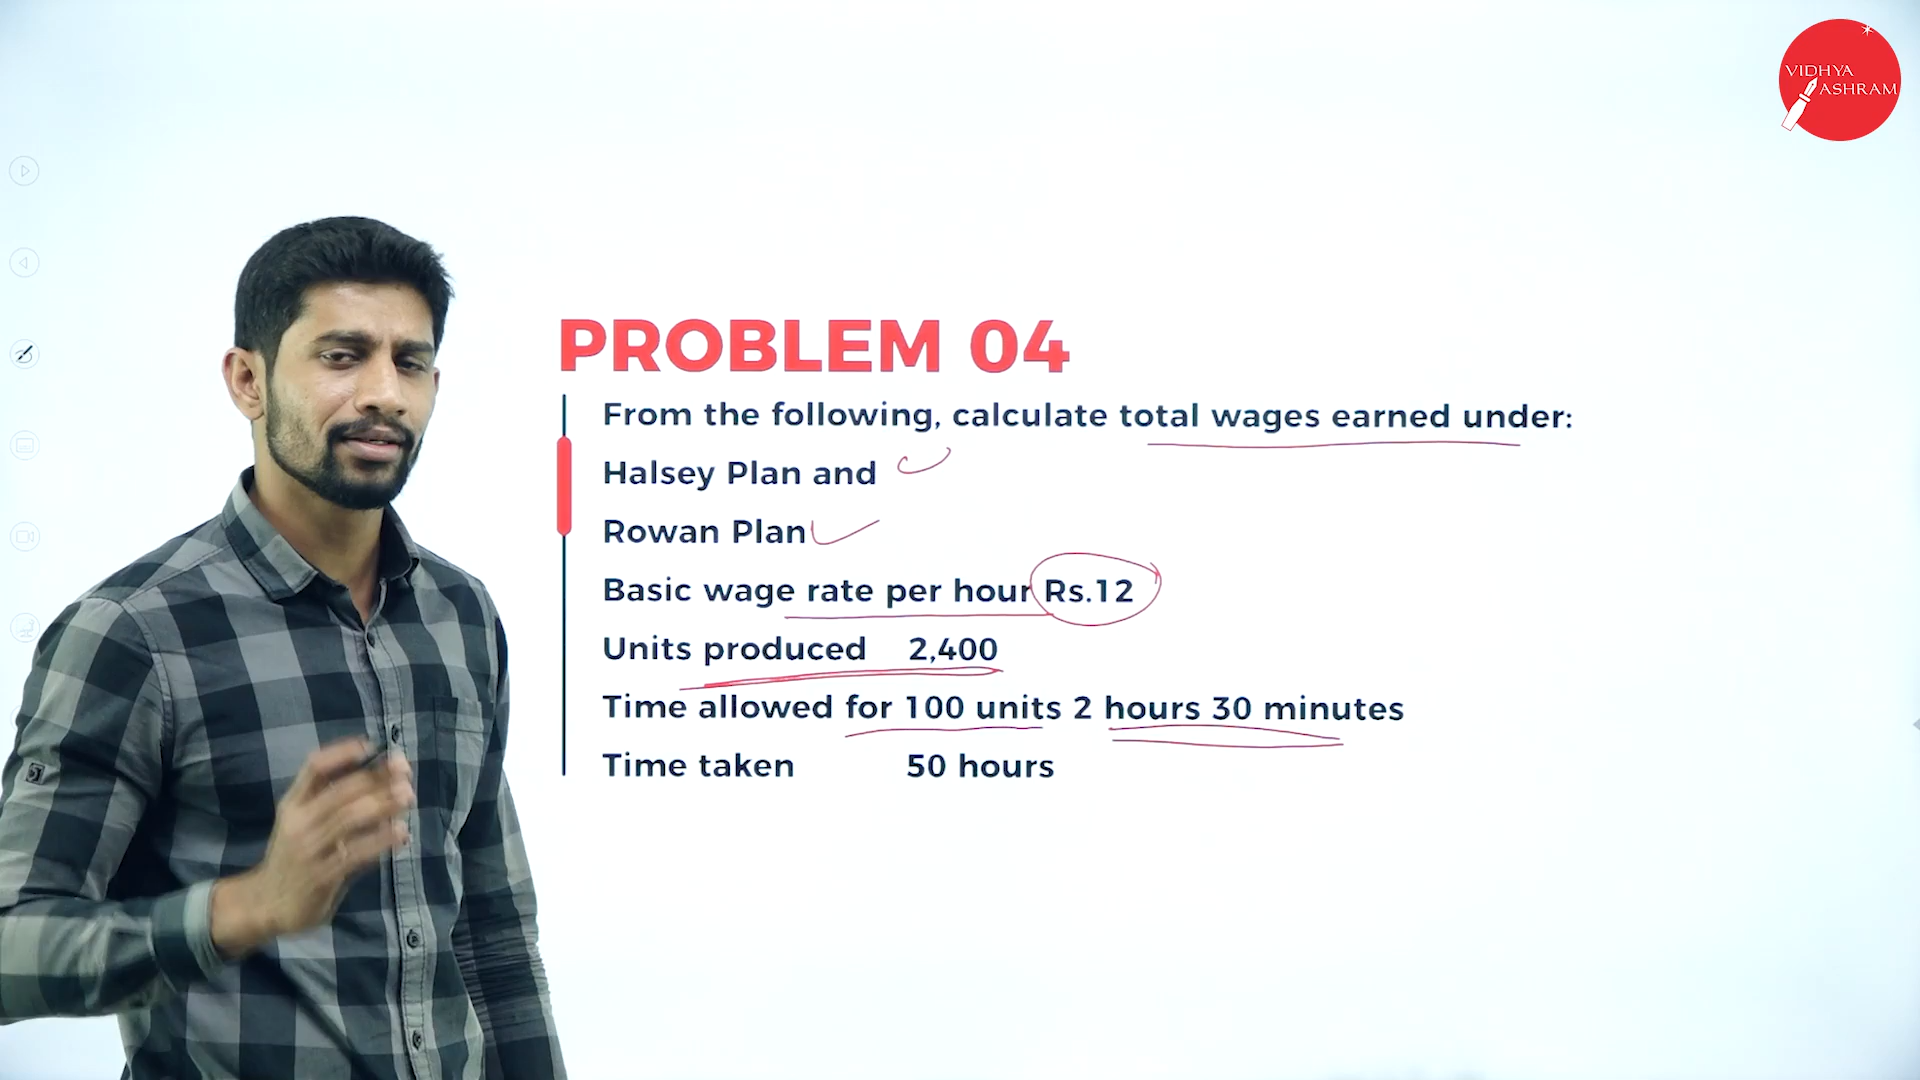 VIDHYA
ASHRAM
PROBLEM 04
From the following, calculate total wages earned under:
Halsey Plan and
Rowan Plan
Basic wage rate per hour Rs.12
Units produced 2,400
Time allowed for 100 units 2 hours 30 minutes
Time taken 50 hours